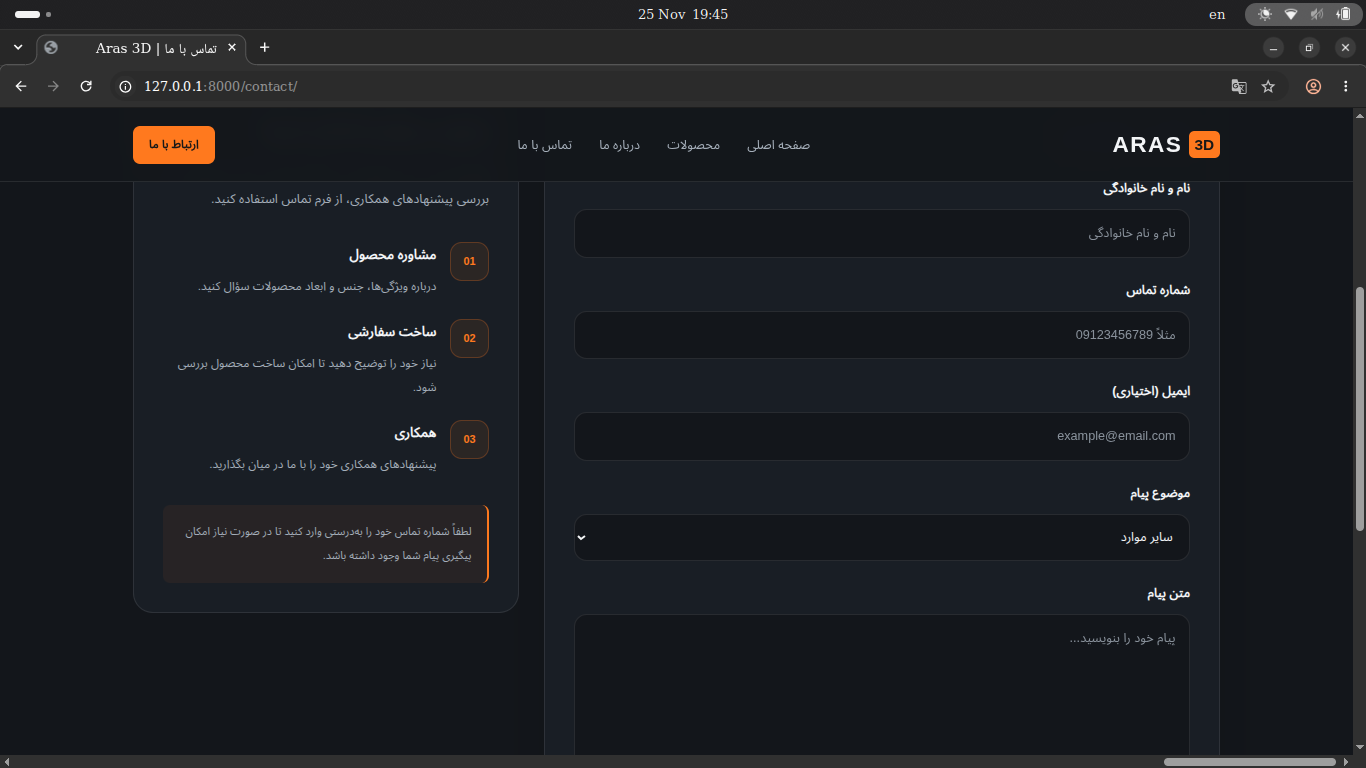 25 Nov 19:45
en
تماس با ما | Aras 3D
127.0.0.1:8000/contact/
ARAS 3D
صفحه اصلی
محصولات
درباره ما
تماس با ما
ارتباط با ما
نام و نام خانوادگی
نام و نام خانوادگی
شماره تماس
مثلاً 09123456789
ایمیل (اختیاری)
example@email.com
موضوع پیام
سایر موارد
متن پیام
پیام خود را بنویسید...
بررسی پیشنهادهای همکاری، از فرم تماس استفاده کنید.
01
مشاوره محصول
درباره ویژگی‌ها، جنس و ابعاد محصولات سؤال کنید.
02
ساخت سفارشی
نیاز خود را توضیح دهید تا امکان ساخت محصول بررسی
شود.
03
همکاری
پیشنهادهای همکاری خود را با ما در میان بگذارید.
لطفاً شماره تماس خود را به‌درستی وارد کنید تا در صورت نیاز امکان
پیگیری پیام شما وجود داشته باشد.